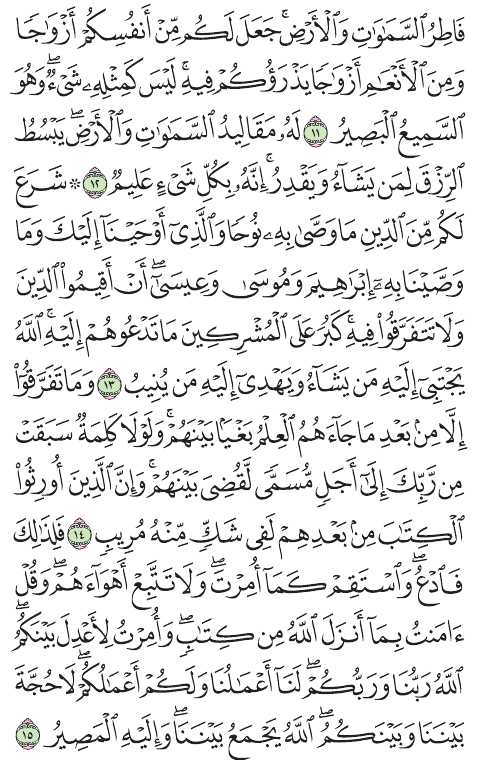 فَاطِرُ ٱلسَّمَٰوَٰتِ وَٱلۡأَرۡضِۚ جَعَلَ لَكُم مِّنۡ أَنفُسِكُمۡ أَزۡوَٰجٗا
وَمِنَ ٱلۡأَنۡعَٰمِ أَزۡوَٰجٗا يَذۡرَؤُكُمۡ فِيهِۚ لَيۡسَ كَمِثۡلِهِۦ شَيۡءٞۖ وَهُوَ
ٱلسَّمِيعُ ٱلۡبَصِيرُ ١١ لَهُۥ مَقَالِيدُ ٱلسَّمَٰوَٰتِ وَٱلۡأَرۡضِۖ يَبۡسُطُ
ٱلرِّزۡقَ لِمَن يَشَآءُ وَيَقۡدِرُۚ إِنَّهُۥ بِكُلِّ شَيۡءٍ عَلِيمٞ ١٢ ۞ شَرَعَ
لَكُم مِّنَ ٱلدِّينِ مَا وَصَّىٰ بِهِۦ نُوحٗا وَٱلَّذِيٓ أَوۡحَيۡنَآ إِلَيۡكَ وَمَا
وَصَّيۡنَا بِهِۦٓ إِبۡرَٰهِيمَ وَمُوسَىٰ وَعِيسَىٰٓۖ أَنۡ أَقِيمُواْ ٱلدِّينَ
وَلَا تَتَفَرَّقُواْ فِيهِۚ كَبُرَ عَلَى ٱلۡمُشۡرِكِينَ مَا تَدۡعُوهُمۡ إِلَيۡهِۚ ٱللَّهُ
يَجۡتَبِيٓ إِلَيۡهِ مَن يَشَآءُ وَيَهۡدِيٓ إِلَيۡهِ مَن يُنِيبُ ١٣ وَمَا تَفَرَّقُوٓاْ
إِلَّا مِنۢ بَعۡدِ مَا جَآءَهُمُ ٱلۡعِلۡمُ بَغۡيَۢا بَيۡنَهُمۡۚ وَلَوۡلَا كَلِمَةٞ سَبَقَتۡ
مِن رَّبِّكَ إِلَىٰٓ أَجَلٖ مُّسَمّٗى لَّقُضِيَ بَيۡنَهُمۡۚ وَإِنَّ ٱلَّذِينَ أُورِثُواْ
ٱلۡكِتَٰبَ مِنۢ بَعۡدِهِمۡ لَفِي شَكّٖ مِّنۡهُ مُرِيبٖ ١٤ فَلِذَٰلِكَ
فَٱدۡعُۖ وَٱسۡتَقِمۡ كَمَآ أُمِرۡتَۖ وَلَا تَتَّبِعۡ أَهۡوَآءَهُمۡۖ وَقُلۡ
ءَامَنتُ بِمَآ أَنزَلَ ٱللَّهُ مِن كِتَٰبٖۖ وَأُمِرۡتُ لِأَعۡدِلَ بَيۡنَكُمُۖ
ٱللَّهُ رَبُّنَا وَرَبُّكُمۡۖ لَنَآ أَعۡمَٰلُنَا وَلَكُمۡ أَعۡمَٰلُكُمۡۖ لَا حُجَّةَ
بَيۡنَنَا وَبَيۡنَكُمُۖ ٱللَّهُ يَجۡمَعُ بَيۡنَنَاۖ وَإِلَيۡهِ ٱلۡمَصِيرُ ١٥